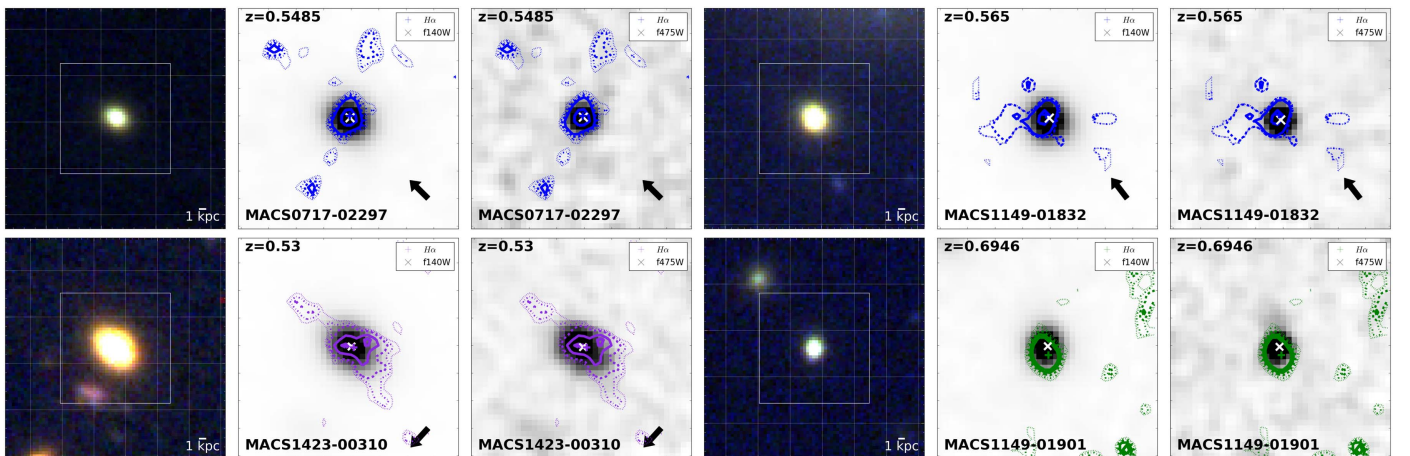 1 kpc
z=0.5485
Hα
f140W
MACS0717-02297
z=0.5485
Hα
f475W
MACS0717-02297
1 kpc
z=0.565
Hα
f140W
MACS1149-01832
z=0.565
Hα
f475W
MACS1149-01832
1 kpc
z=0.53
Hα
f140W
MACS1423-00310
z=0.53
Hα
f475W
MACS1423-00310
1 kpc
z=0.6946
Hα
f140W
MACS1149-01901
z=0.6946
Hα
f475W
MACS1149-01901